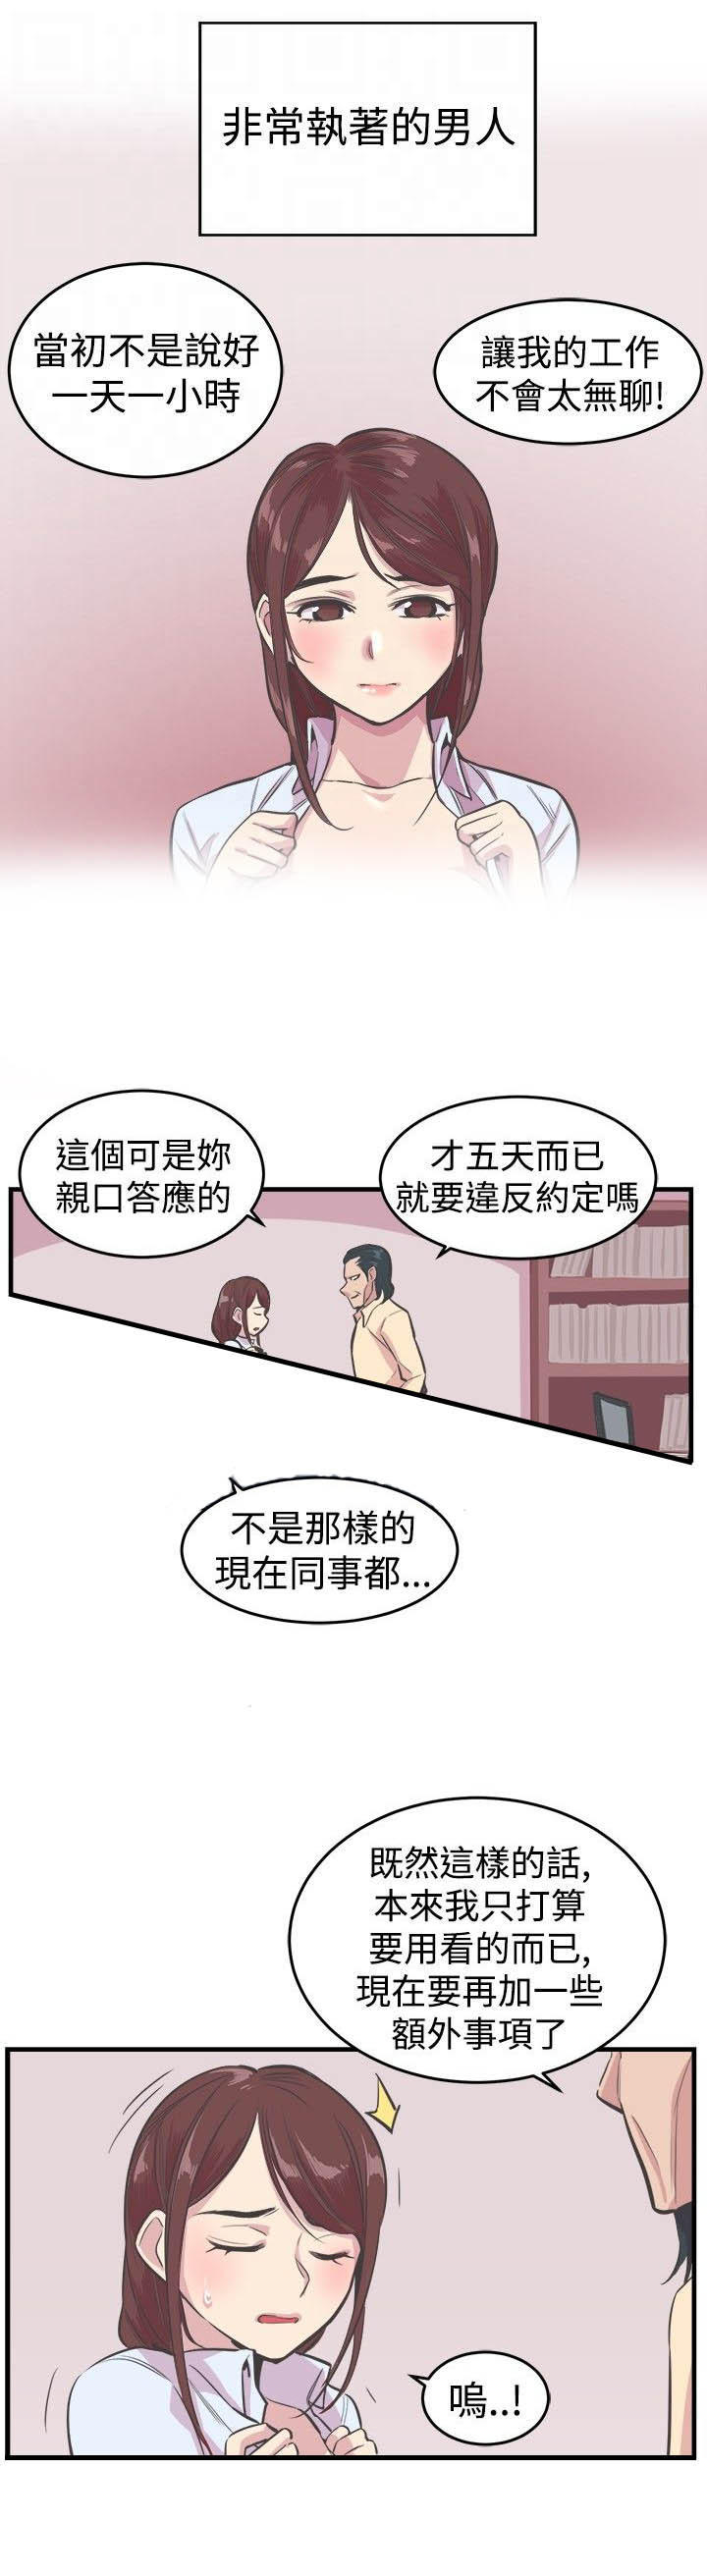 非常執著的男人
當初不是說好
一天一小時
讓我的工作
不會太無聊!
這個可是妳
親口答應的
才五天而已
就要違反約定嗎
不是那樣的
現在同事都...
既然這樣的話,
本來我只打算
要用看的而已,
現在要再加一些
額外事項了
嗚..!